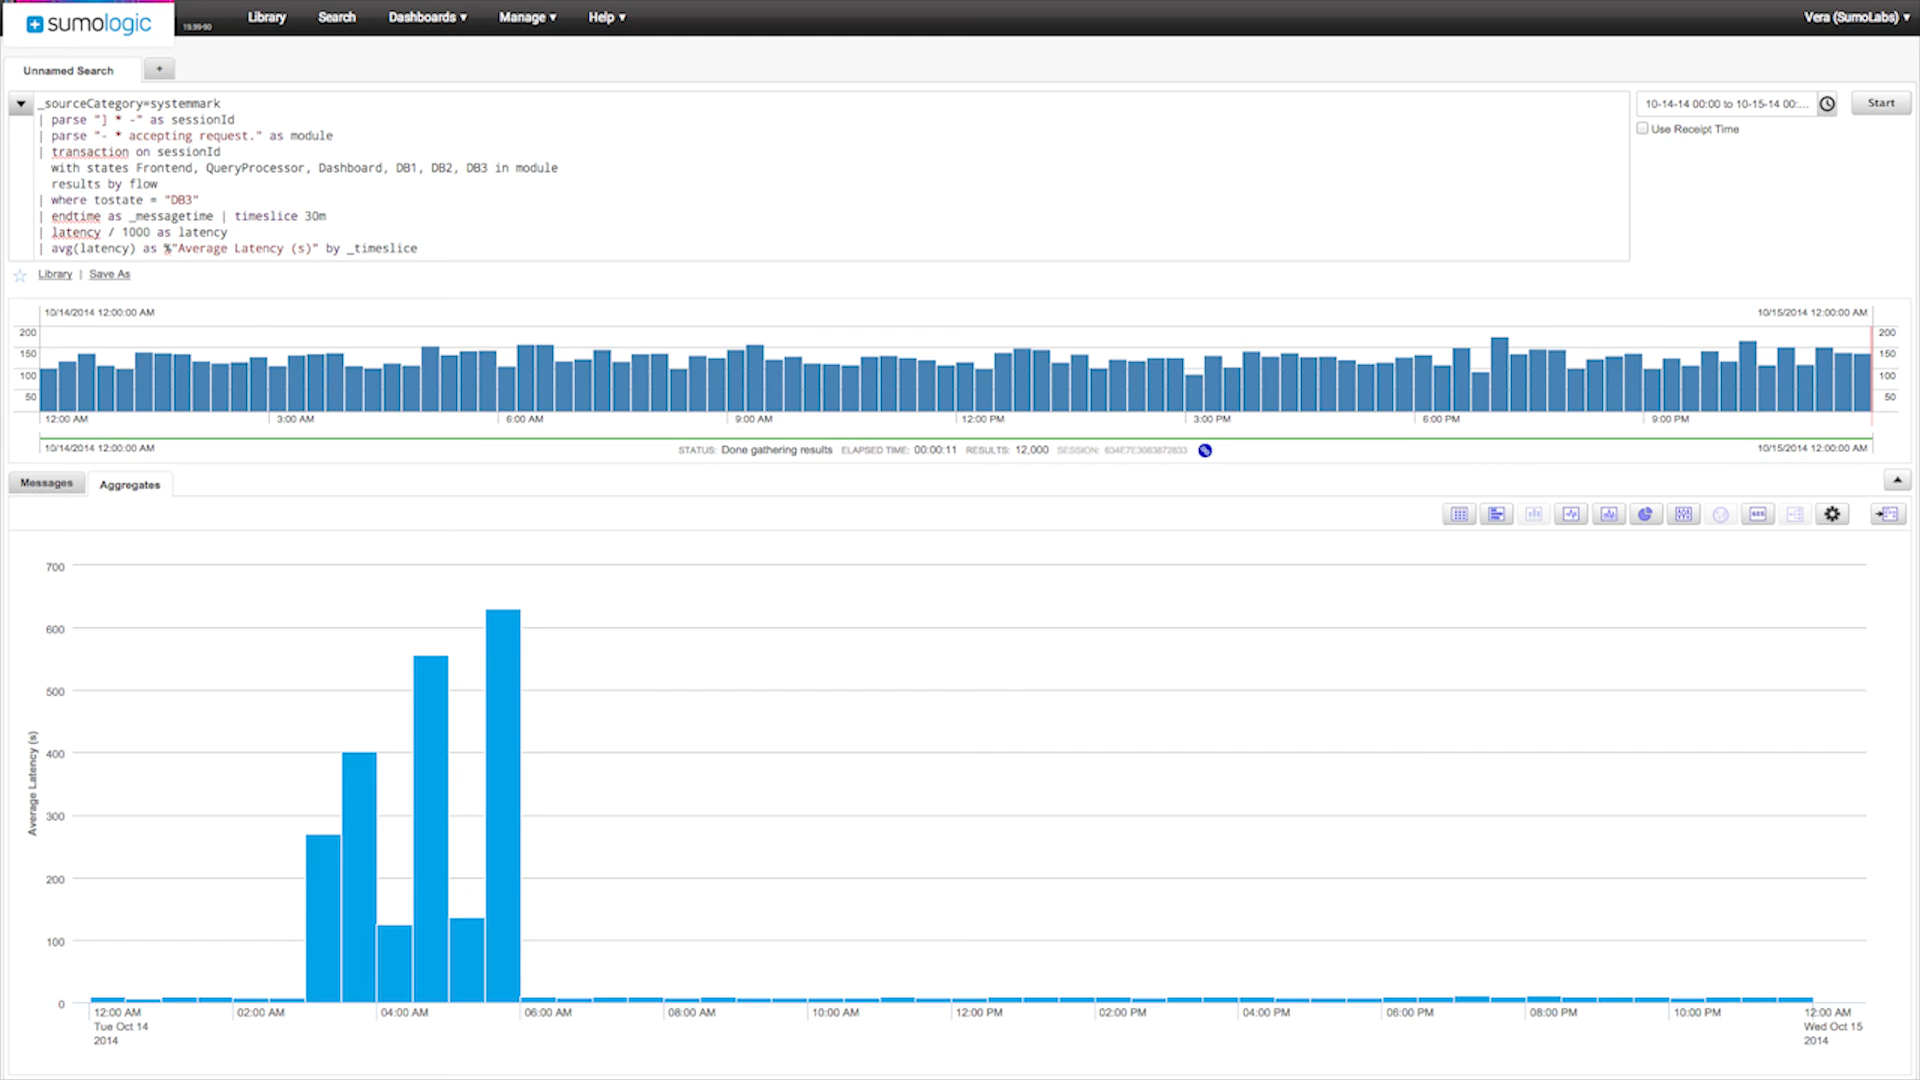 sumologic
19.99-90
Library
Search
Dashboards ▾
Manage ▾
Help ▾
Vera (SumoLabs) ▾
Unnamed Search
+
_sourceCategory=systemmark
| parse "] * -" as sessionId
| parse "- * accepting request." as module
| transaction on sessionId
with states Frontend, QueryProcessor, Dashboard, DB1, DB2, DB3 in module
results by flow
| where tostate = "DB3"
| endtime as _messagetime | timeslice 30m
| latency / 1000 as latency
| avg(latency) as %"Average Latency (s)" by _timeslice
10-14-14 00:00 to 10-15-14 00:...
Start
Use Receipt Time
Library | Save As
10/14/2014 12:00:00 AM
10/15/2014 12:00:00 AM
200
150
100
50
200
150
100
50
12:00 AM
3:00 AM
6:00 AM
9:00 AM
12:00 PM
3:00 PM
6:00 PM
9:00 PM
10/14/2014 12:00:00 AM
STATUS: Done gathering results ELAPSED TIME: 00:00:11 RESULTS: 12,000 SESSION:
10/15/2014 12:00:00 AM
Messages
Aggregates
700
600
500
400
300
200
100
0
Average Latency (s)
12:00 AM
Tue Oct 14
2014
02:00 AM
04:00 AM
06:00 AM
08:00 AM
10:00 AM
12:00 PM
02:00 PM
04:00 PM
06:00 PM
08:00 PM
10:00 PM
12:00 AM
Wed Oct 15
2014